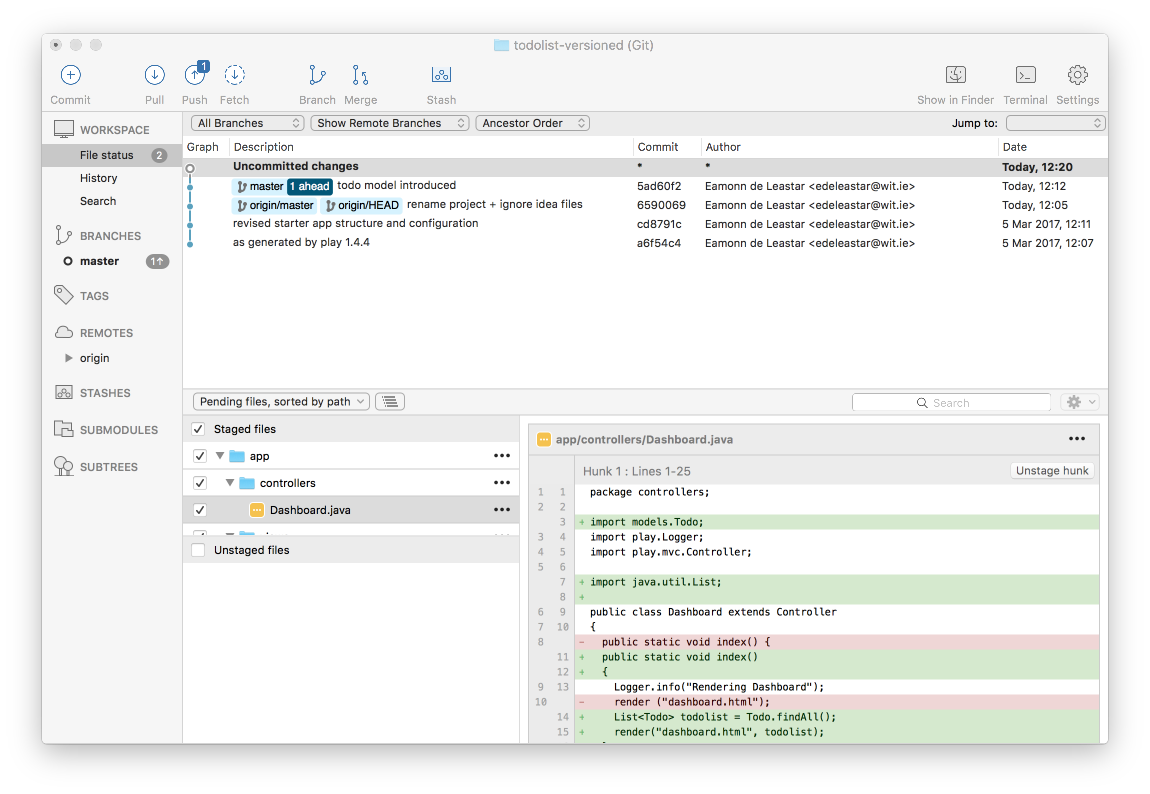 todolist-versioned (Git)
1
Commit Pull Push Fetch Branch Merge Stash Show in Finder Terminal Settings
WORKSPACE
File status 2
History
Search
BRANCHES
master 1↑
TAGS
REMOTES
origin
STASHES
SUBMODULES
SUBTREES
All Branches Show Remote Branches Ancestor Order Jump to:
Graph Description Commit Author Date
Uncommitted changes * * Today, 12:20
master 1 ahead todo model introduced 5ad60f2 Eamonn de Leastar <edeleastar@wit.ie> Today, 12:12
origin/master origin/HEAD rename project + ignore idea files 6590069 Eamonn de Leastar <edeleastar@wit.ie> Today, 12:05
revised starter app structure and configuration cd8791c Eamonn de Leastar <edeleastar@wit.ie> 5 Mar 2017, 12:11
as generated by play 1.4.4 a6f54c4 Eamonn de Leastar <edeleastar@wit.ie> 5 Mar 2017, 12:07
Pending files, sorted by path Search
Staged files
app •••
controllers •••
Dashboard.java •••
Unstaged files
app/controllers/Dashboard.java •••
Hunk 1 : Lines 1-25 Unstage hunk
1 1 package controllers;
2 2
3 + import models.Todo;
3 4 import play.Logger;
4 5 import play.mvc.Controller;
5 6
7 + import java.util.List;
8 +
6 9 public class Dashboard extends Controller
7 10 {
8 - public static void index() {
11 + public static void index()
12 + {
9 13 Logger.info("Rendering Dashboard");
10 - render ("dashboard.html");
14 + List<Todo> todolist = Todo.findAll();
15 + render("dashboard.html", todolist);